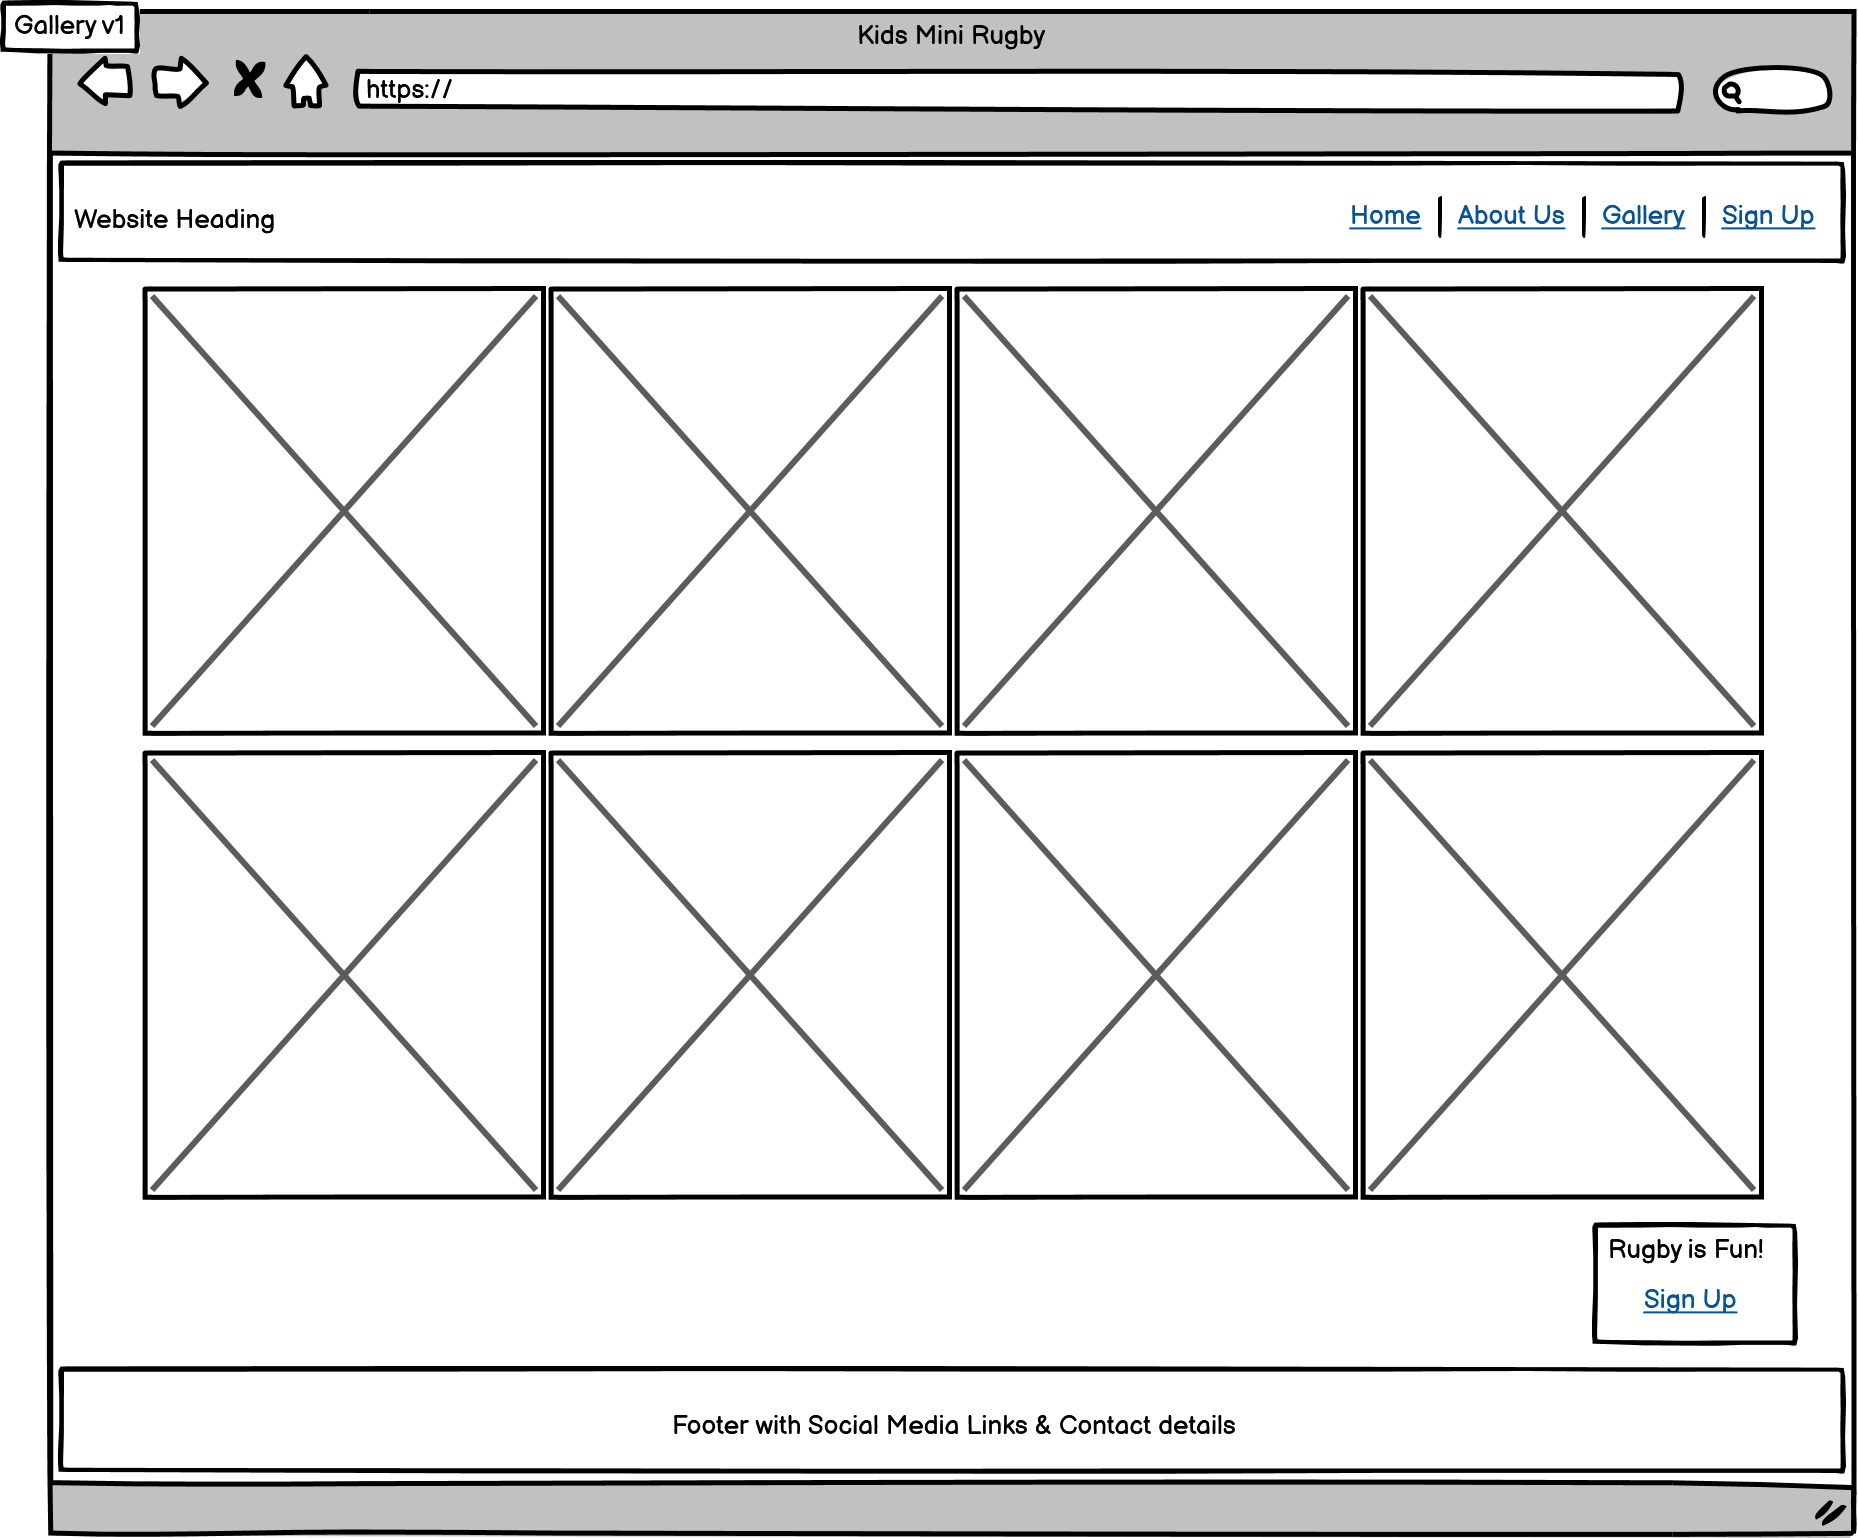 Gallery v1
Kids Mini Rugby
https://
Website Heading
Home About Us Gallery Sign Up
Rugby is Fun!
Sign Up
Footer with Social Media Links & Contact details